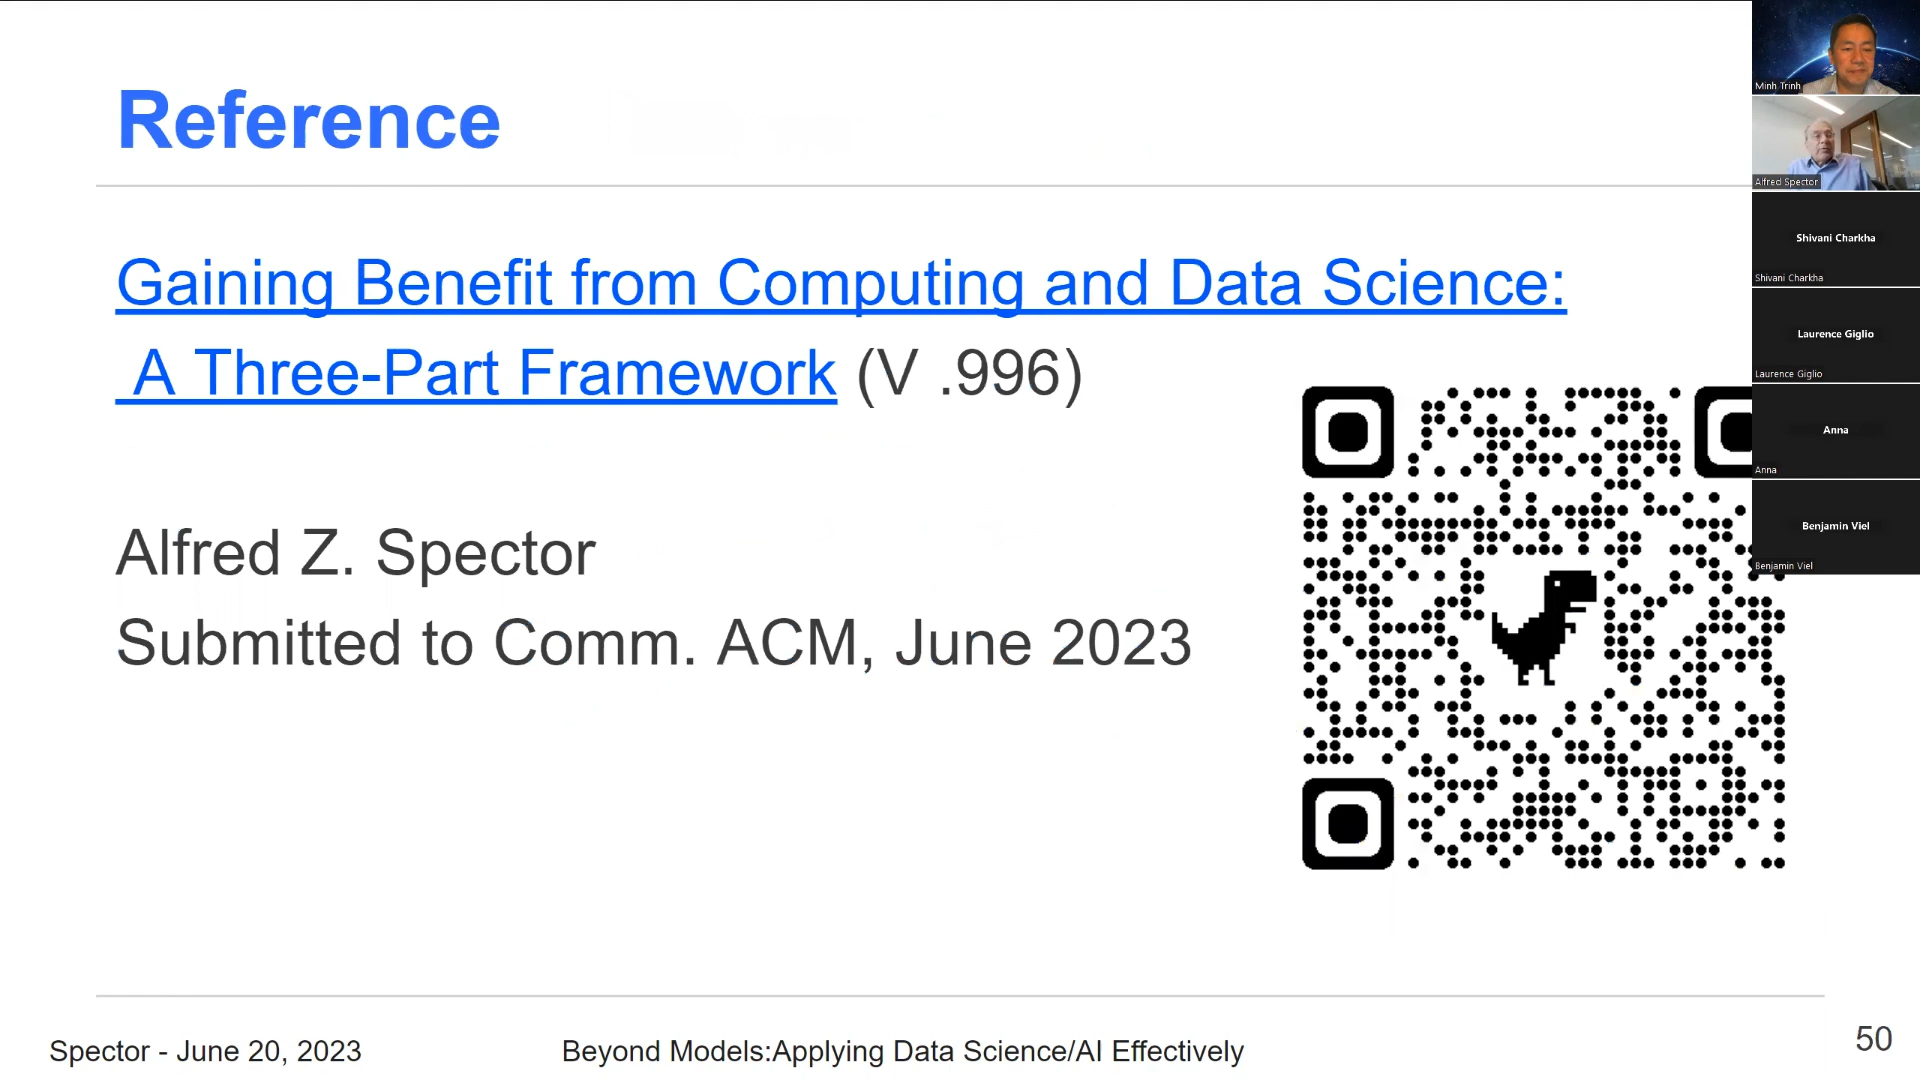 Reference
Gaining Benefit from Computing and Data Science:
A Three-Part Framework (V .996)
Alfred Z. Spector
Submitted to Comm. ACM, June 2023
Spector - June 20, 2023
Beyond Models:Applying Data Science/AI Effectively
50
Minh Trinh
Alfred Spector
Shivani Charkha
Shivani Charkha
Laurence Giglio
Laurence Giglio
Anna
Anna
Benjamin Viel
Benjamin Viel